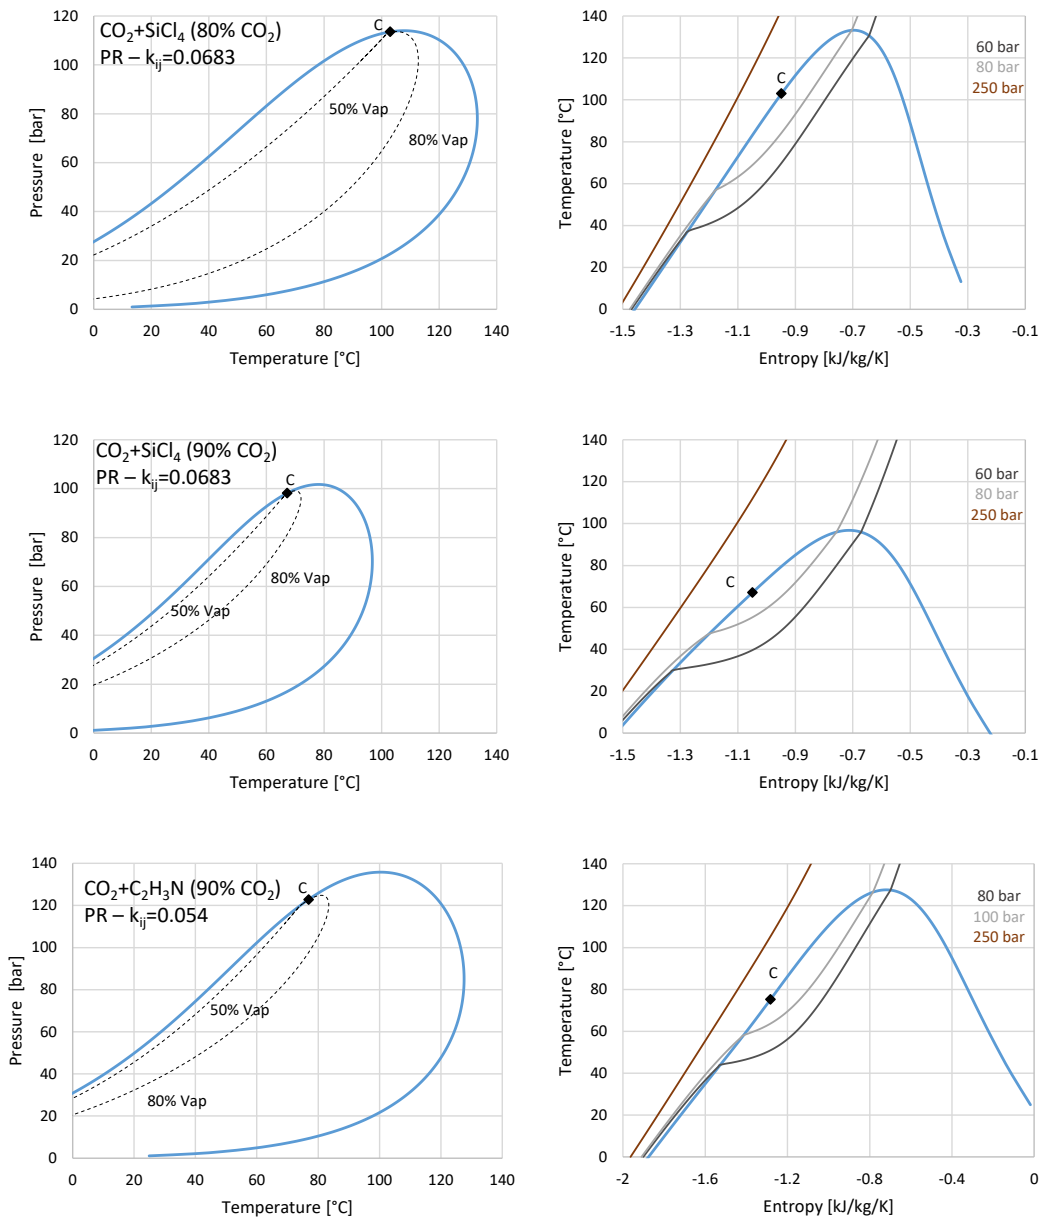 CO2+SiCl4 (80% CO2)
PR – kij=0.0683
C
50% Vap
80% Vap
Pressure [bar]
120
100
80
60
40
20
0
0 20 40 60 80 100 120 140
Temperature [°C]
60 bar
80 bar
250 bar
C
Temperature [°C]
140
120
100
80
60
40
20
0
-1.5 -1.3 -1.1 -0.9 -0.7 -0.5 -0.3 -0.1
Entropy [kJ/kg/K]
CO2+SiCl4 (90% CO2)
PR – kij=0.0683
C
80% Vap
50% Vap
Pressure [bar]
120
100
80
60
40
20
0
0 20 40 60 80 100 120 140
Temperature [°C]
60 bar
80 bar
250 bar
C
Temperature [°C]
140
120
100
80
60
40
20
0
-1.5 -1.3 -1.1 -0.9 -0.7 -0.5 -0.3 -0.1
Entropy [kJ/kg/K]
CO2+C2H3N (90% CO2)
PR – kij=0.054
C
50% Vap
80% Vap
Pressure [bar]
140
120
100
80
60
40
20
0
0 20 40 60 80 100 120 140
Temperature [°C]
80 bar
100 bar
250 bar
C
Temperature [°C]
140
120
100
80
60
40
20
0
-2 -1.6 -1.2 -0.8 -0.4 0
Entropy [kJ/kg/K]